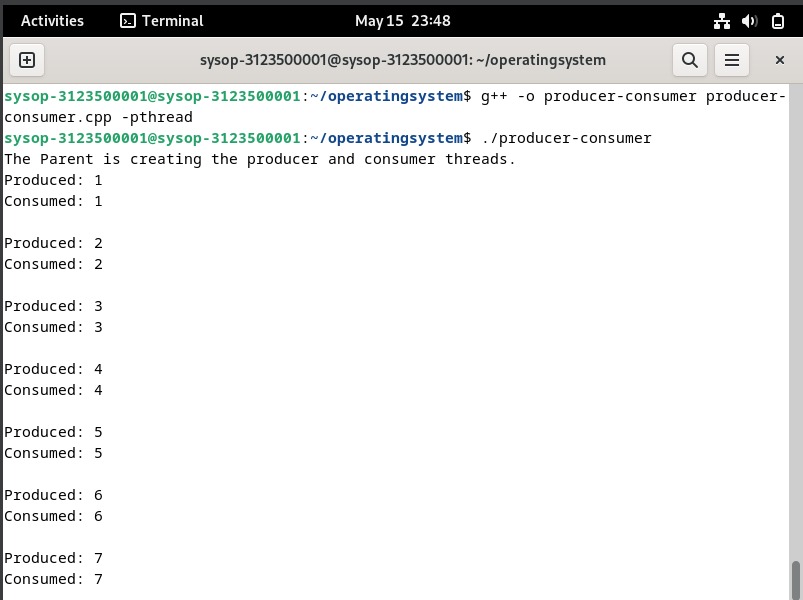 Activities Terminal May 15 23:48
sysop-3123500001@sysop-3123500001: ~/operatingsystem
sysop-3123500001@sysop-3123500001:~/operatingsystem$ g++ -o producer-consumer producer-
consumer.cpp -pthread
sysop-3123500001@sysop-3123500001:~/operatingsystem$ ./producer-consumer
The Parent is creating the producer and consumer threads.
Produced: 1
Consumed: 1
Produced: 2
Consumed: 2
Produced: 3
Consumed: 3
Produced: 4
Consumed: 4
Produced: 5
Consumed: 5
Produced: 6
Consumed: 6
Produced: 7
Consumed: 7